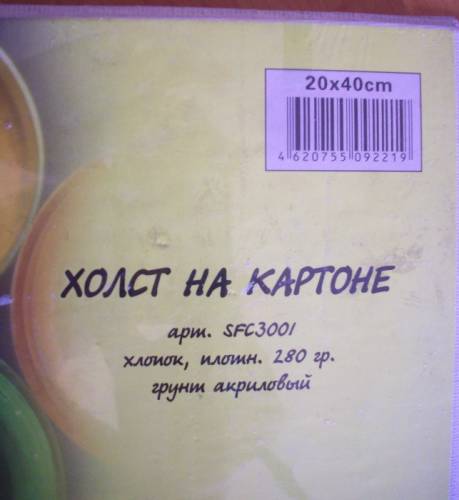 20x40cm
4 620755 092219
ХОЛСТ НА КАРТОНЕ
арт. SFC3001
хлопок, плотн. 280 гр.
грунт акриловый